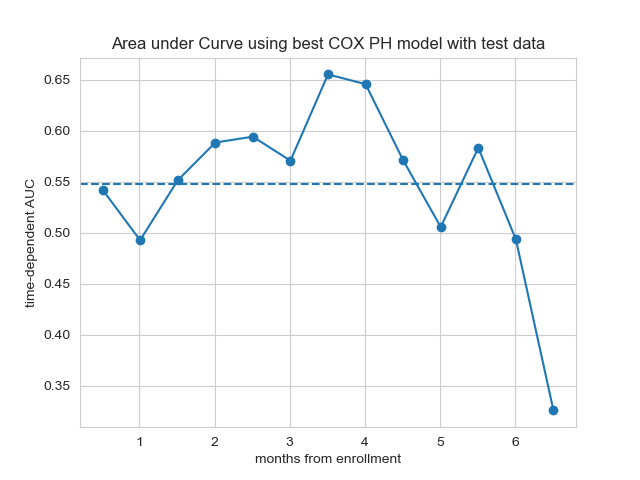 Area under Curve using best COX PH model with test data
time-dependent AUC
0.65
0.60
0.55
0.50
0.45
0.40
0.35
1 2 3 4 5 6
months from enrollment